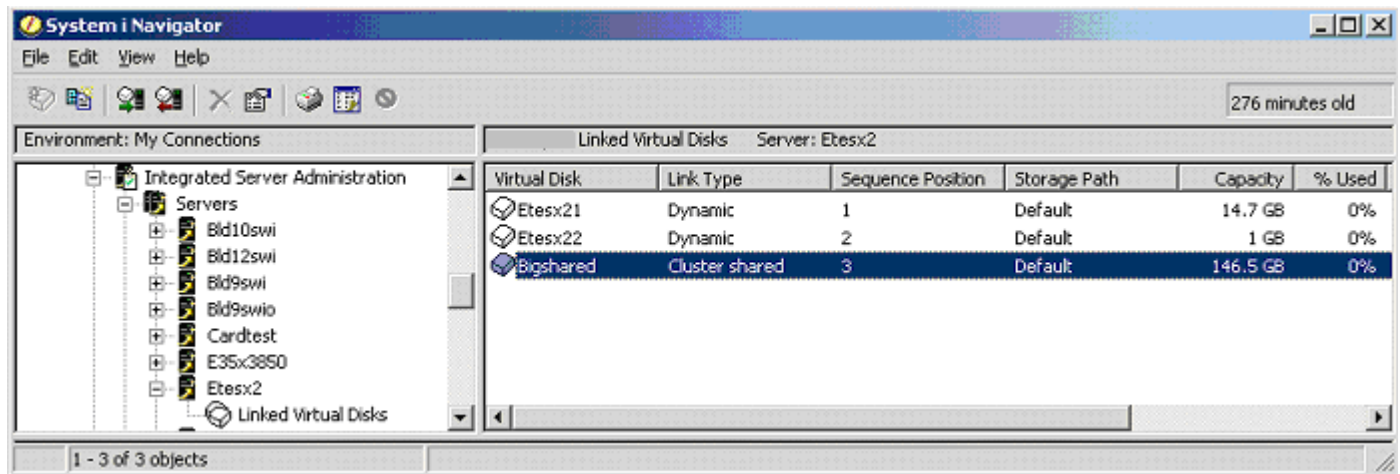 System i Navigator
File Edit View Help
276 minutes old
Environment: My Connections
Linked Virtual Disks Server: Etesx2
Integrated Server Administration
Servers
Bld10swi
Bld12swi
Bld9swi
Bld9swio
Cardtest
E35x3850
Etesx2
Linked Virtual Disks
Virtual Disk Link Type Sequence Position Storage Path Capacity % Used
Etesx21 Dynamic 1 Default 14.7 GB 0%
Etesx22 Dynamic 2 Default 1 GB 0%
Bigshared Cluster shared 3 Default 146.5 GB 0%
1 - 3 of 3 objects